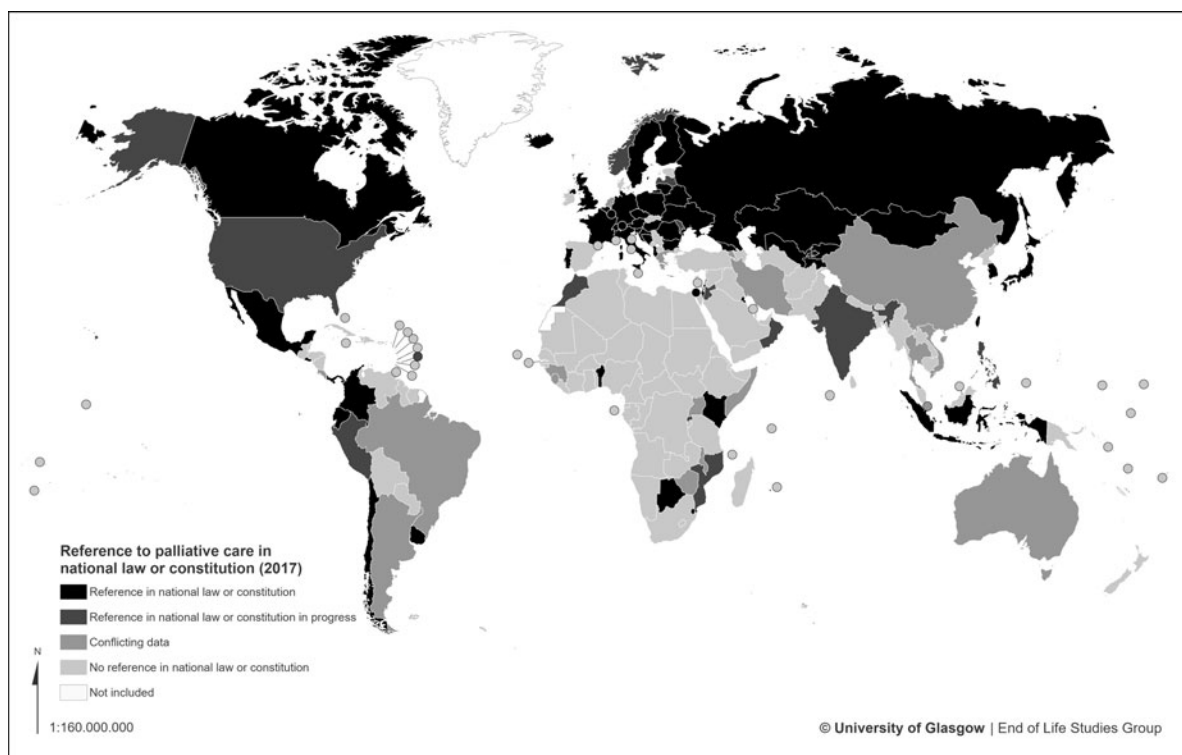 Reference to palliative care in
national law or constitution (2017)
Reference in national law or constitution
Reference in national law or constitution in progress
Conflicting data
No reference in national law or constitution
Not included
N
1:160.000.000
© University of Glasgow | End of Life Studies Group